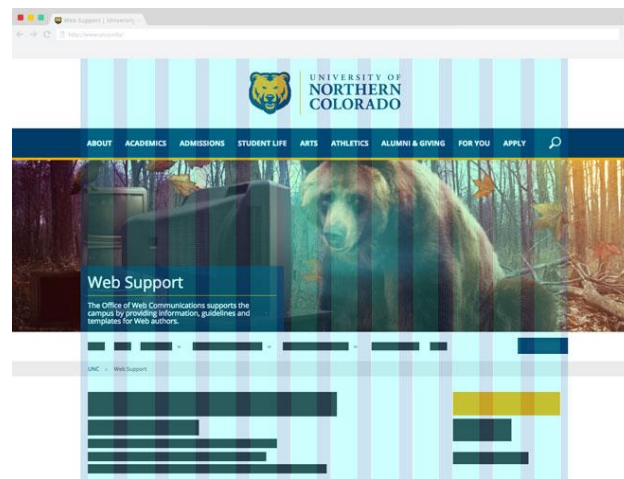 Web Support | University
UNIVERSITY OF
NORTHERN
COLORADO
ABOUT ACADEMICS ADMISSIONS STUDENT LIFE ARTS ATHLETICS ALUMNI & GIVING FOR YOU APPLY
Web Support
The Office of Web Communications supports the
campus by providing information, guidelines and
templates for Web authors.
UNC » Web Support